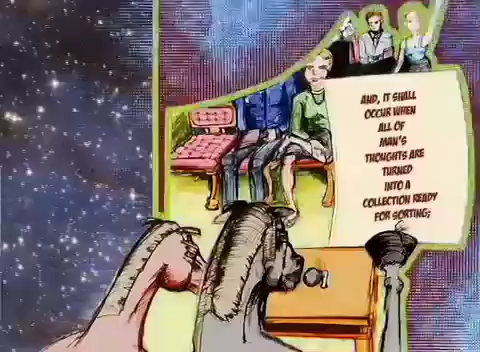 AND, IT SHALL
OCCUR WHEN
ALL OF
MAN'S
THOUGHTS ARE
TURNED
INTO A
COLLECTION READY
FOR SORTING;